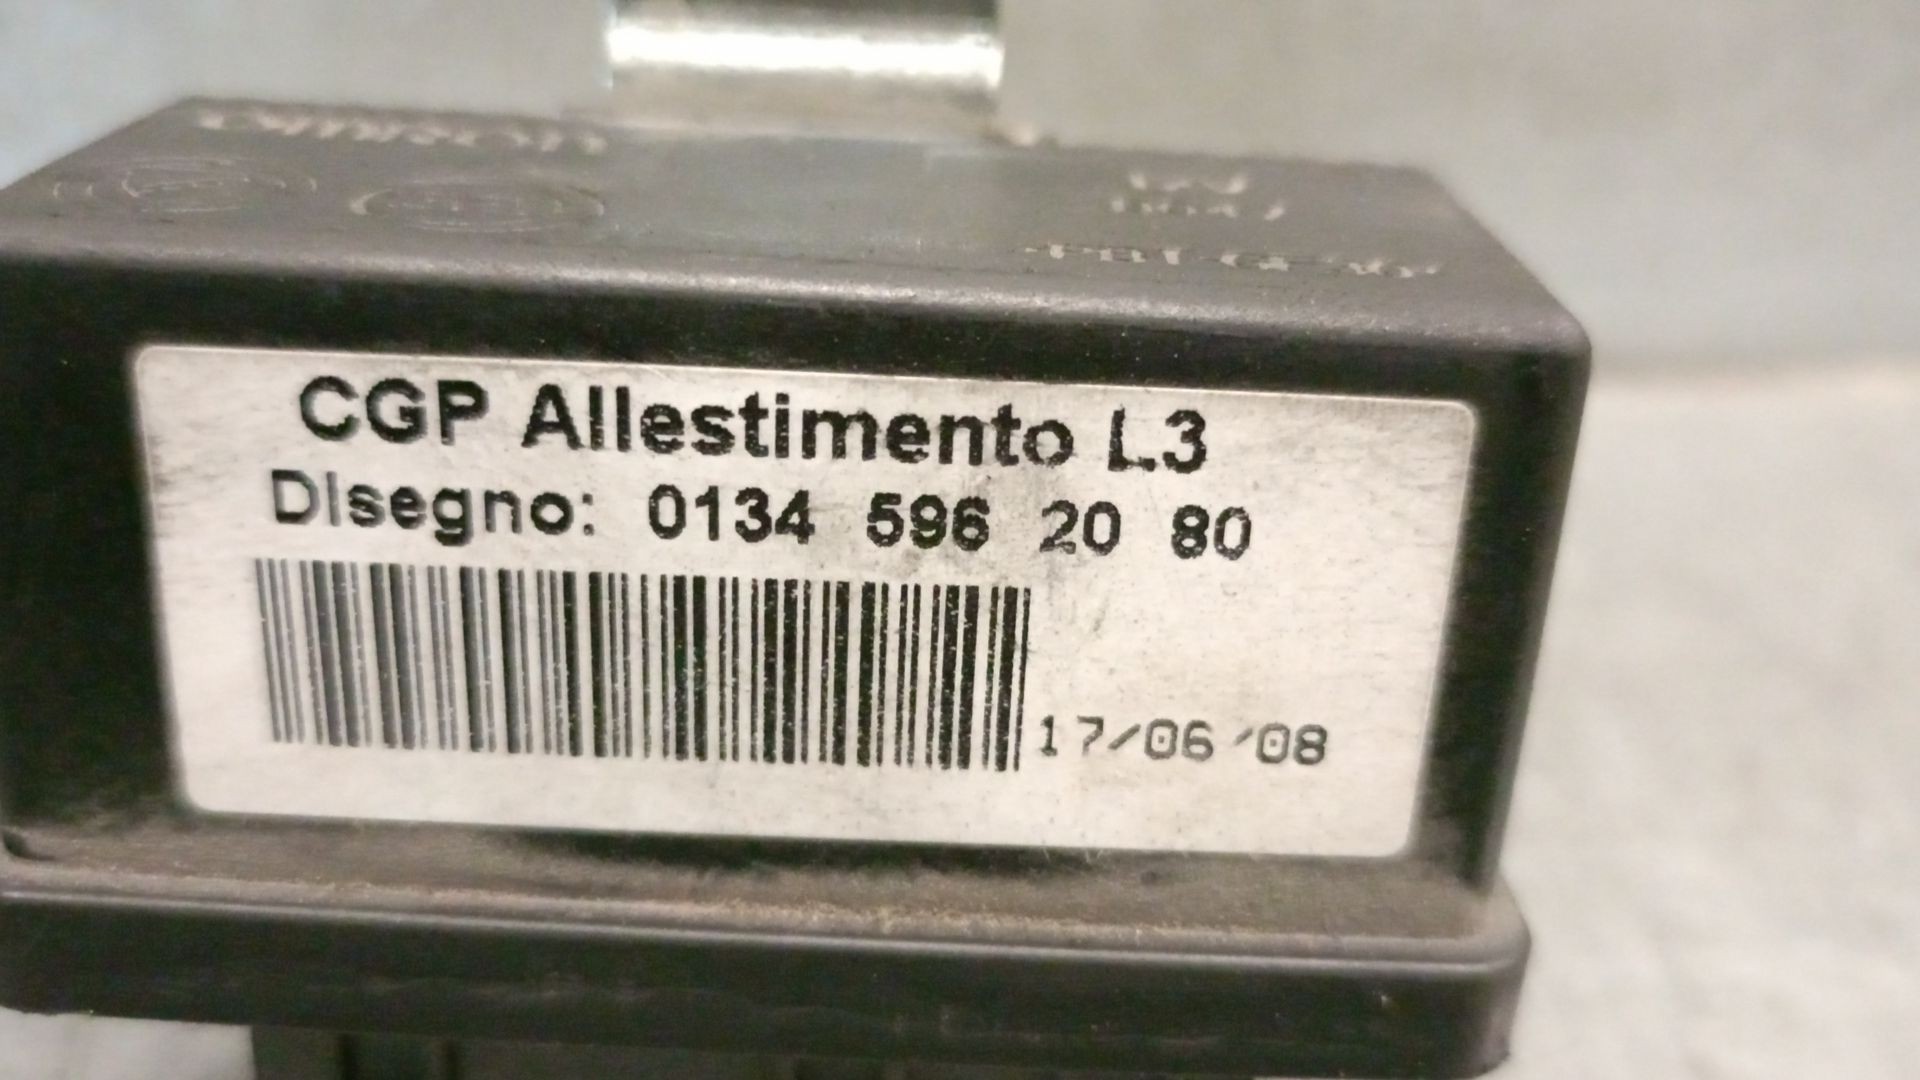 CGP Allestimento L3
Disegno: 0134 596 20 80
17/06/08